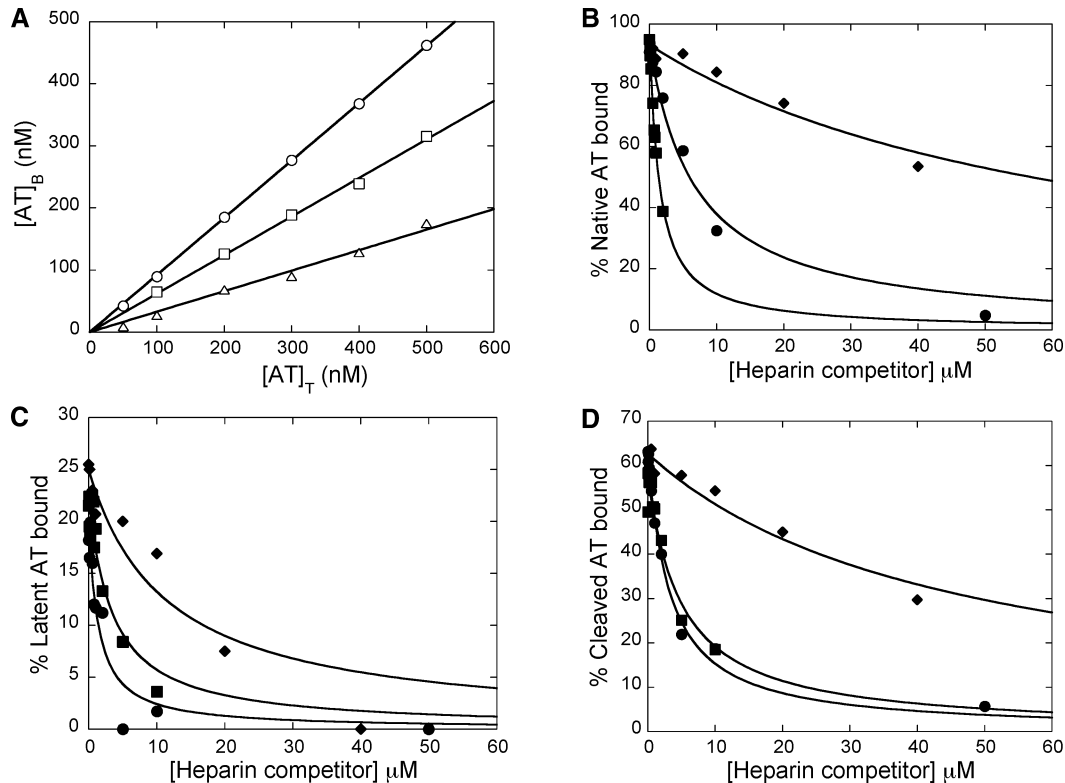 A
500
400
300
200
100
0
[AT]B (nM)
0 100 200 300 400 500 600
[AT]T (nM)
B
100
80
60
40
20
0
% Native AT bound
0 10 20 30 40 50 60
[Heparin competitor] μM
C
30
25
20
15
10
5
0
% Latent AT bound
0 10 20 30 40 50 60
[Heparin competitor] μM
D
70
60
50
40
30
20
10
0
% Cleaved AT bound
0 10 20 30 40 50 60
[Heparin competitor] μM